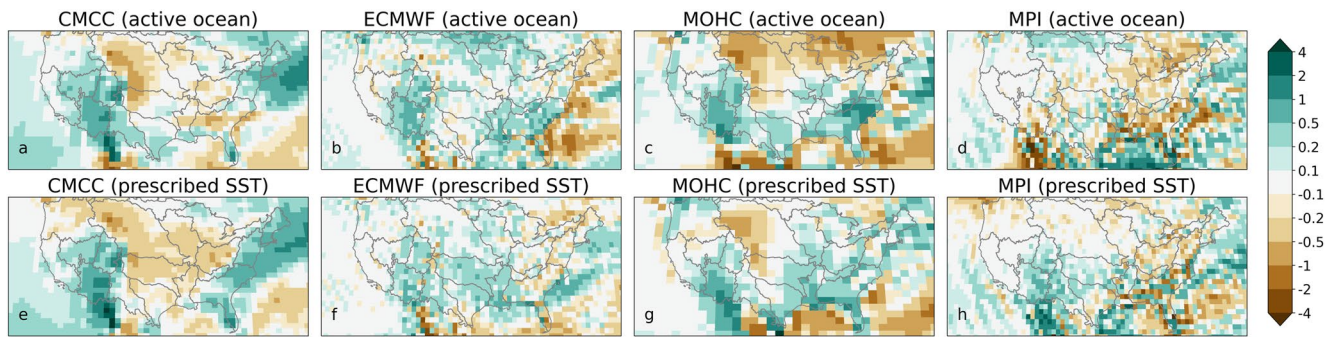 CMCC (active ocean)
ECMWF (active ocean)
MOHC (active ocean)
MPI (active ocean)
a
b
c
d
CMCC (prescribed SST)
ECMWF (prescribed SST)
MOHC (prescribed SST)
MPI (prescribed SST)
e
f
g
h
4
2
1
0.5
0.2
0.1
-0.1
-0.2
-0.5
-1
-2
-4